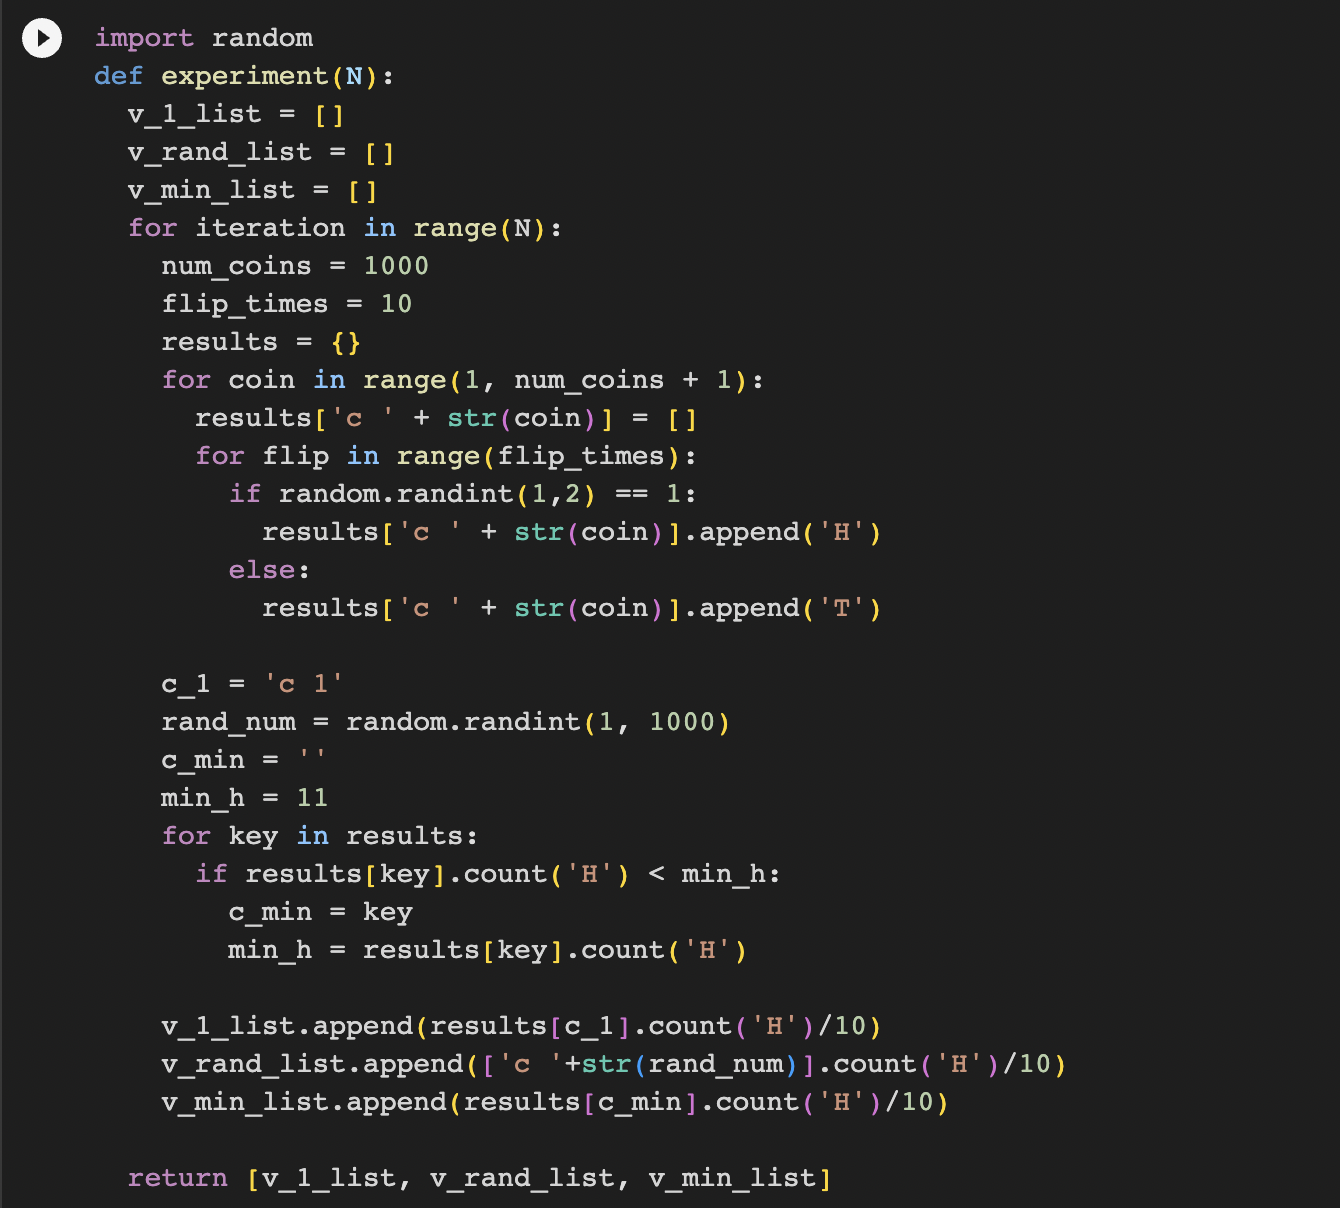 import random
def experiment(N):
  v_1_list = []
  v_rand_list = []
  v_min_list = []
  for iteration in range(N):
    num_coins = 1000
    flip_times = 10
    results = {}
    for coin in range(1, num_coins + 1):
      results['c ' + str(coin)] = []
      for flip in range(flip_times):
        if random.randint(1,2) == 1:
          results['c ' + str(coin)].append('H')
        else:
          results['c ' + str(coin)].append('T')

    c_1 = 'c 1'
    rand_num = random.randint(1, 1000)
    c_min = ''
    min_h = 11
    for key in results:
      if results[key].count('H') < min_h:
        c_min = key
        min_h = results[key].count('H')

    v_1_list.append(results[c_1].count('H')/10)
    v_rand_list.append(['c '+str(rand_num)].count('H')/10)
    v_min_list.append(results[c_min].count('H')/10)

  return [v_1_list, v_rand_list, v_min_list]